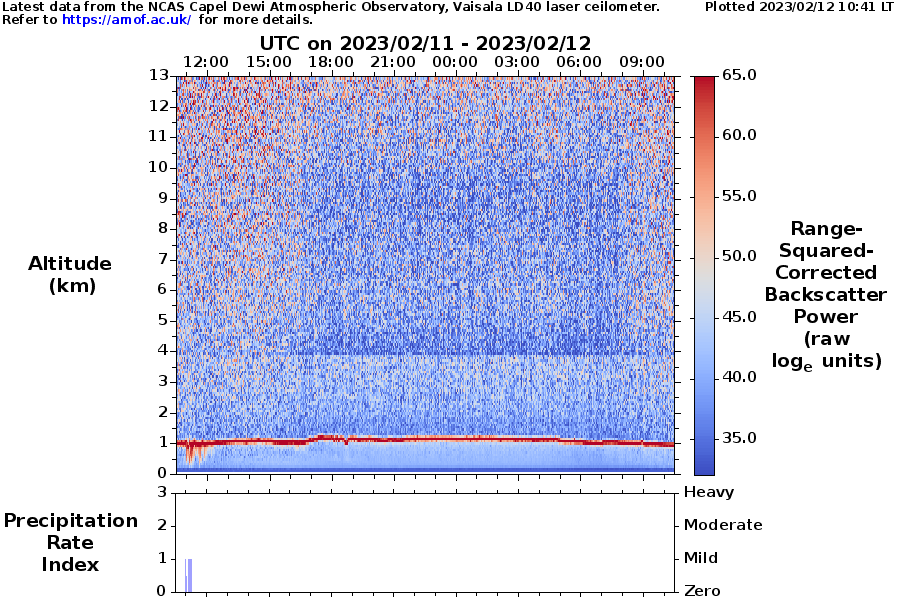 Latest data from the NCAS Capel Dewi Atmospheric Observatory, Vaisala LD40 laser ceilometer.
Plotted 2023/02/12 10:41 LT
Refer to https://amof.ac.uk/ for more details.
UTC on 2023/02/11 - 2023/02/12
12:00 15:00 18:00 21:00 00:00 03:00 06:00 09:00
13
12
11
10
9
8
7
6
5
4
3
2
1
0
Altitude
(km)
65.0
60.0
55.0
50.0
45.0
40.0
35.0
Range-
Squared-
Corrected
Backscatter
Power
(raw
logₑ units)
3
2
1
0
Precipitation
Rate
Index
Heavy
Moderate
Mild
Zero